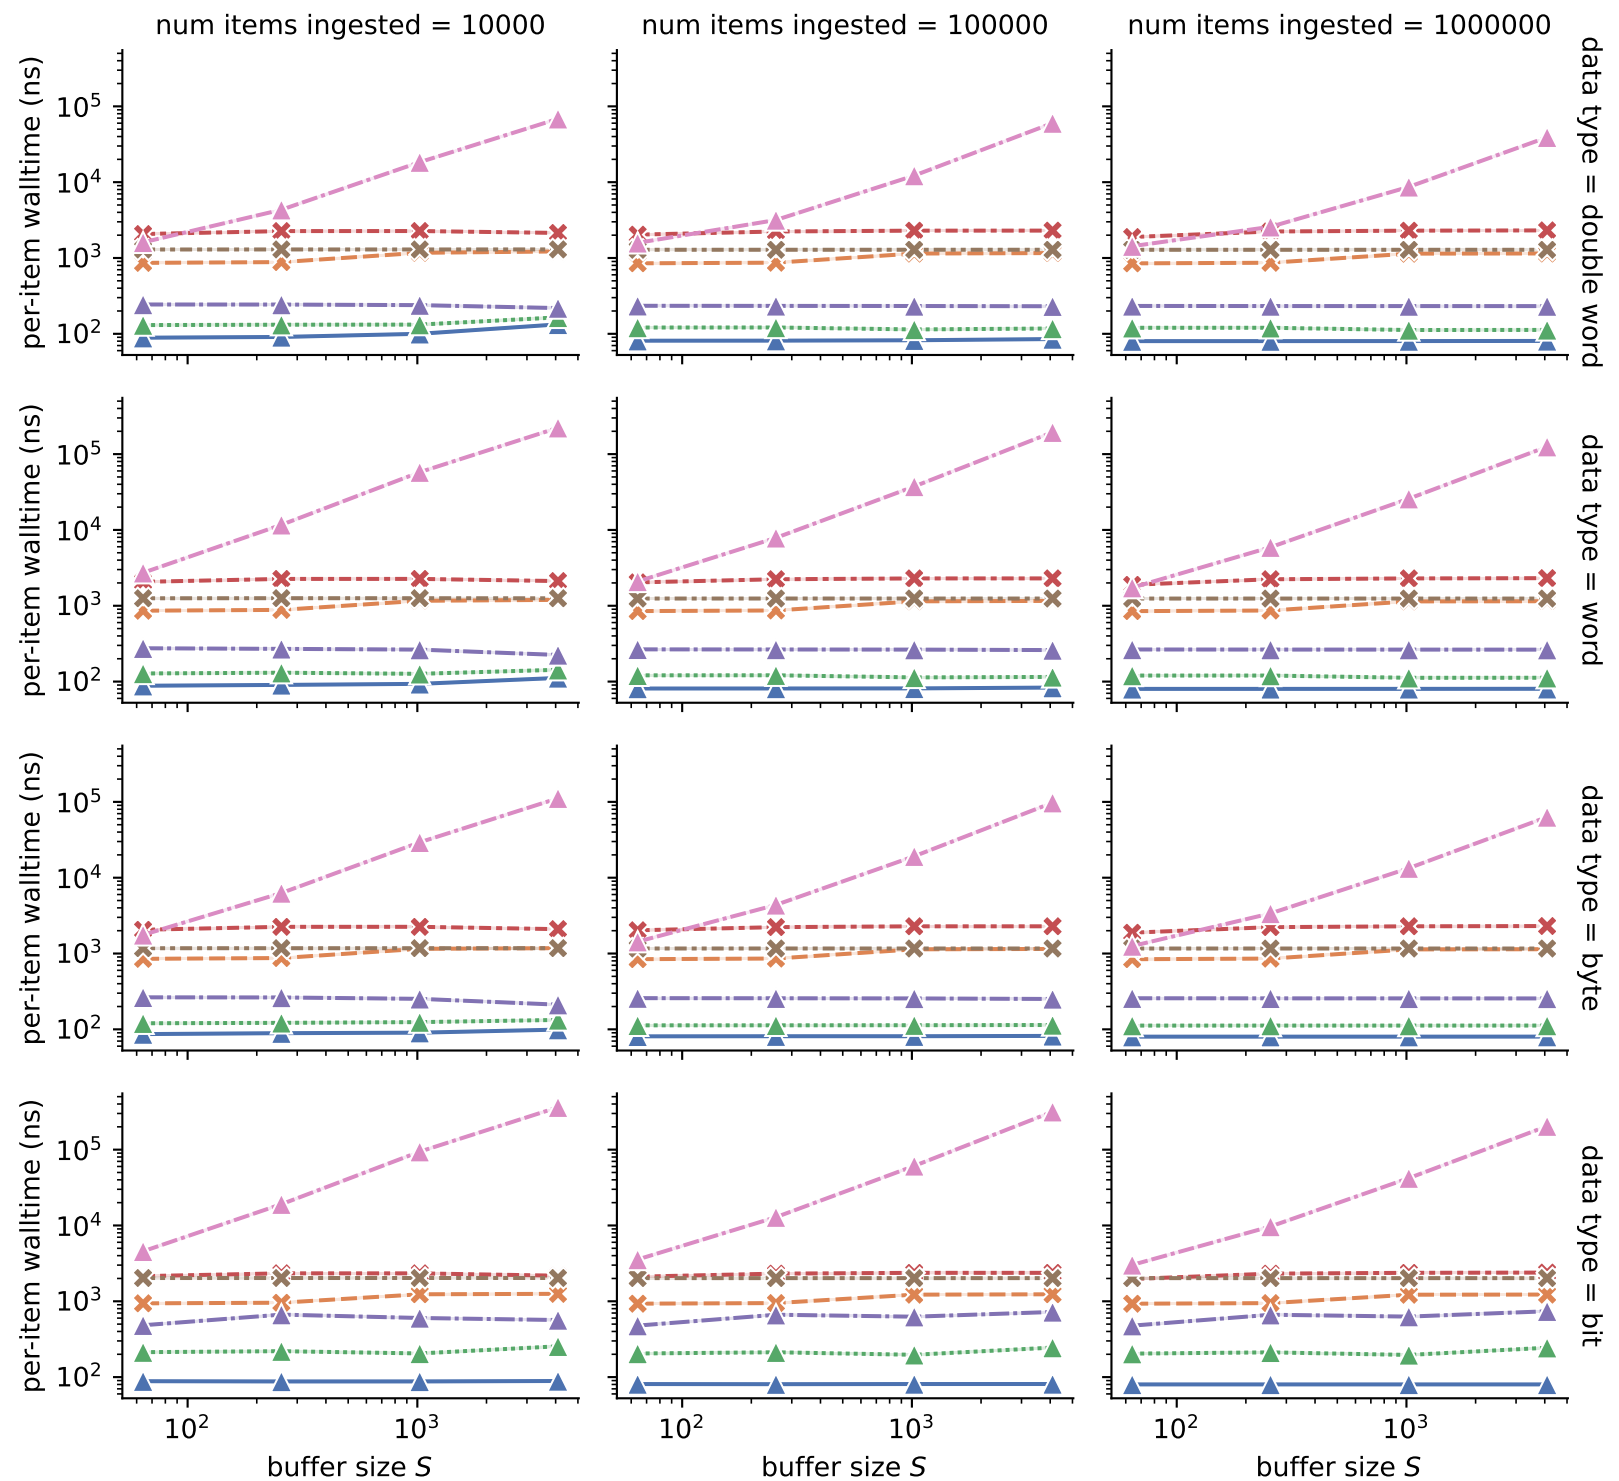 num items ingested = 10000
num items ingested = 100000
num items ingested = 1000000
per-item walltime (ns)
10⁵
10⁴
10³
10²
data type = double word
per-item walltime (ns)
10⁵
10⁴
10³
10²
data type = word
per-item walltime (ns)
10⁵
10⁴
10³
10²
data type = byte
per-item walltime (ns)
10⁵
10⁴
10³
10²
data type = bit
10² 10³
10² 10³
10² 10³
buffer size S
buffer size S
buffer size S